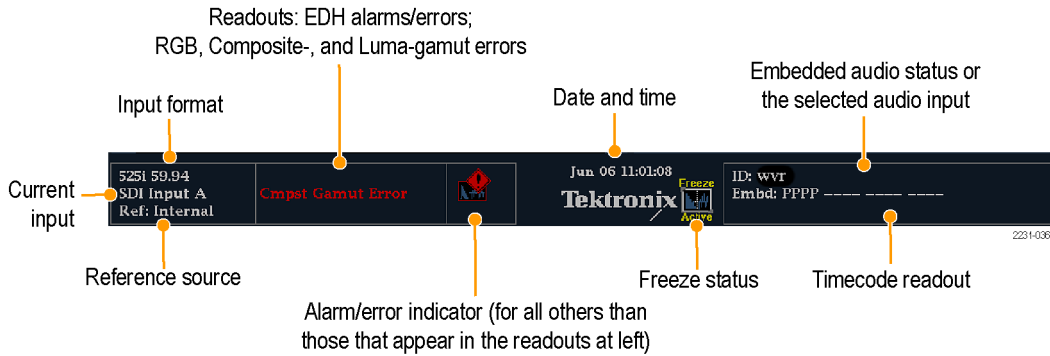 Readouts: EDH alarms/errors;
RGB, Composite-, and Luma-gamut errors
Embedded audio status or
the selected audio input
Input format
Date and time
525i 59.94
SDI Input A
Ref: Internal
Cmpst Gamut Error
Jun 06 11:01:08
Tektronix
Freeze
Active
ID: wvr
Embd: PPPP ---- ---- ----
Current
input
2231-036
Reference source
Freeze status
Timecode readout
Alarm/error indicator (for all others than
those that appear in the readouts at left)